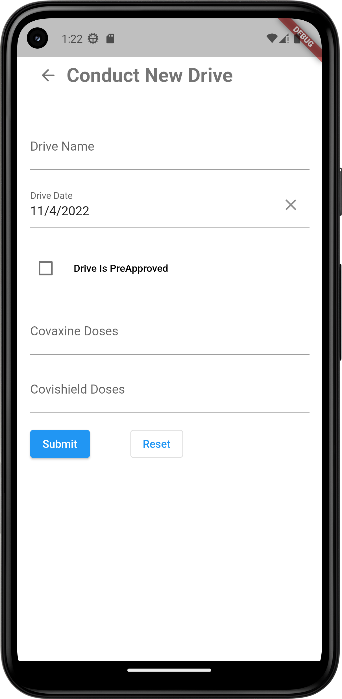 1:22
DEBUG
Conduct New Drive
Drive Name
Drive Date
11/4/2022
Drive Is PreApproved
Covaxine Doses
Covishield Doses
Submit Reset